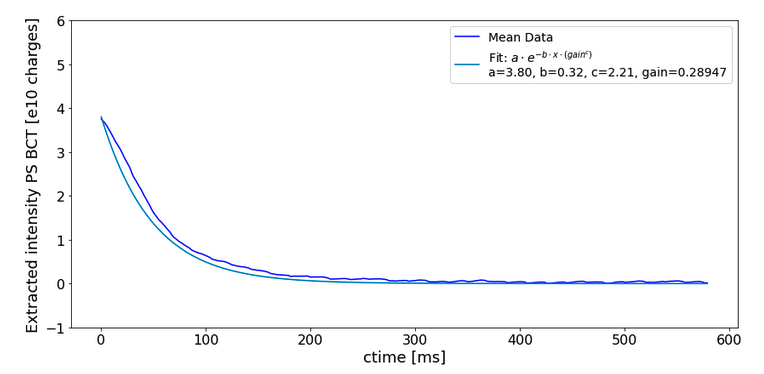 Extracted intensity PS BCT [e10 charges]
6
5
4
3
2
1
0
−1
Mean Data
Fit: a · e^{−b·x·(gain^c)}
a=3.80, b=0.32, c=2.21, gain=0.28947
0 100 200 300 400 500 600
ctime [ms]